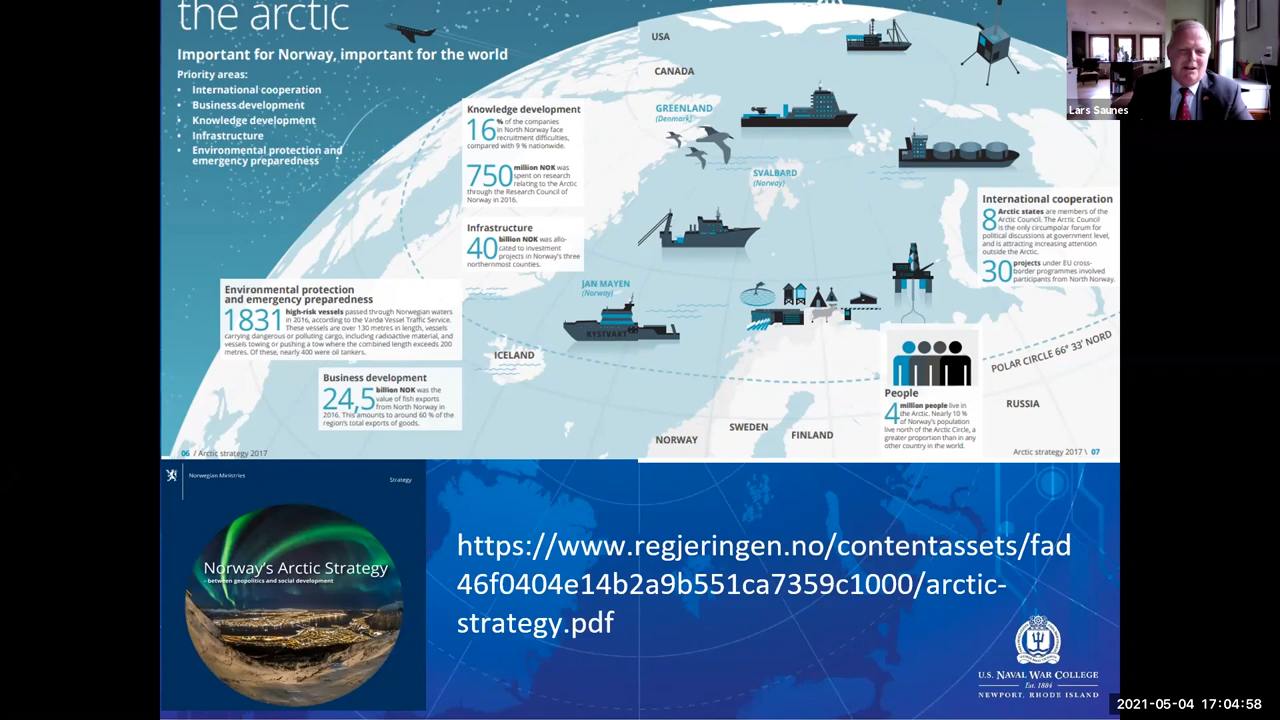 the arctic
Important for Norway, important for the world
Priority areas:
• International cooperation
• Business development
• Knowledge development
• Infrastructure
• Environmental protection and
emergency preparedness
Knowledge development
16 % of the companies
in North Norway face
recruitment difficulties,
compared with 9 % nationwide.
750 million NOK was
spent on research
relating to the Arctic
through the Research Council of
Norway in 2016.
Infrastructure
40 billion NOK was allo-
cated to investment
projects in Norway's three
northernmost counties.
Environmental protection
and emergency preparedness
1831 high-risk vessels passed through Norwegian waters
in 2016, according to the Vardø Vessel Traffic Service.
These vessels are over 130 metres in length, vessels
carrying dangerous or polluting cargo, including radioactive material, and
vessels towing or pushing a tow where the combined length exceeds 200
metres. Of these, nearly 400 were oil tankers.
Business development
24,5 billion NOK was the
value of fish exports
from North Norway in
2016. This amounts to around 60 % of the
region's total exports of goods.
06 / Arctic strategy 2017
USA
CANADA
GREENLAND
(Denmark)
SVALBARD
(Norway)
JAN MAYEN
(Norway)
KYSTVAKT
ICELAND
NORWAY
SWEDEN
FINLAND
RUSSIA
POLAR CIRCLE 66° 33' NORD
International cooperation
8 Arctic states are members of the
Arctic Council. The Arctic Council
is the only circumpolar forum for
political discussions at government level,
and is attracting increasing attention
outside the Arctic.
30 projects under EU cross-
border programmes involved
participants from North Norway.
People
4 million people live in
the Arctic. Nearly 10 %
of Norway's population
live north of the Arctic Circle, a
greater proportion than in any
other country in the world.
Arctic strategy 2017 \ 07
Lars Saunes
Norwegian Ministries
Strategy
Norway's Arctic Strategy
– between geopolitics and social development
https://www.regjeringen.no/contentassets/fad
46f0404e14b2a9b551ca7359c1000/arctic-
strategy.pdf
U.S. NAVAL WAR COLLEGE
Est. 1884
NEWPORT, RHODE ISLAND
2021-05-04 17:04:58